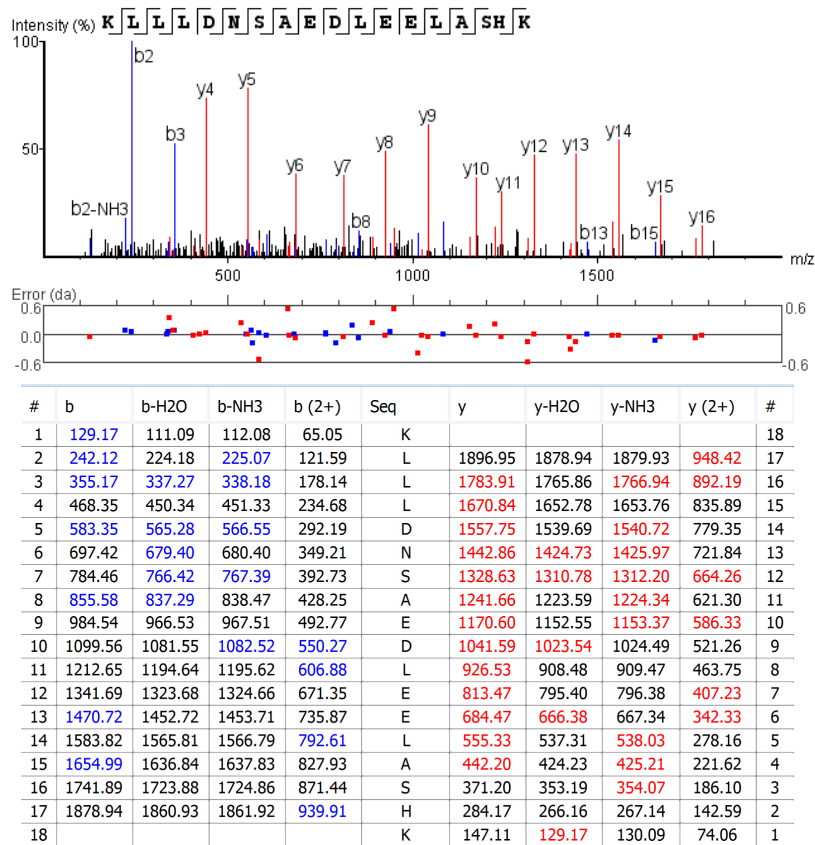 Intensity (%) K L L L D N S A E D L E E L A S H K
100
b2
y5
y4
y9
b3
y14
50
y8
y12 y13
y6 y7
y10
y11
y15
b2-NH3
b8
b13 b15 y16
500 1000 1500 m/z
Error (da)
0.6 0.6
0.0 0.0
-0.6 -0.6
# b b-H2O b-NH3 b (2+) Seq y y-H2O y-NH3 y (2+) #
1 129.17 111.09 112.08 65.05 K 18
2 242.12 224.18 225.07 121.59 L 1896.95 1878.94 1879.93 948.42 17
3 355.17 337.27 338.18 178.14 L 1783.91 1765.86 1766.94 892.19 16
4 468.35 450.34 451.33 234.68 L 1670.84 1652.78 1653.76 835.89 15
5 583.35 565.28 566.55 292.19 D 1557.75 1539.69 1540.72 779.35 14
6 697.42 679.40 680.40 349.21 N 1442.86 1424.73 1425.97 721.84 13
7 784.46 766.42 767.39 392.73 S 1328.63 1310.78 1312.20 664.26 12
8 855.58 837.29 838.47 428.25 A 1241.66 1223.59 1224.34 621.30 11
9 984.54 966.53 967.51 492.77 E 1170.60 1152.55 1153.37 586.33 10
10 1099.56 1081.55 1082.52 550.27 D 1041.59 1023.54 1024.49 521.26 9
11 1212.65 1194.64 1195.62 606.88 L 926.53 908.48 909.47 463.75 8
12 1341.69 1323.68 1324.66 671.35 E 813.47 795.40 796.38 407.23 7
13 1470.72 1452.72 1453.71 735.87 E 684.47 666.38 667.34 342.33 6
14 1583.82 1565.81 1566.79 792.61 L 555.33 537.31 538.03 278.16 5
15 1654.99 1636.84 1637.83 827.93 A 442.20 424.23 425.21 221.62 4
16 1741.89 1723.88 1724.86 871.44 S 371.20 353.19 354.07 186.10 3
17 1878.94 1860.93 1861.92 939.91 H 284.17 266.16 267.14 142.59 2
18 K 147.11 129.17 130.09 74.06 1